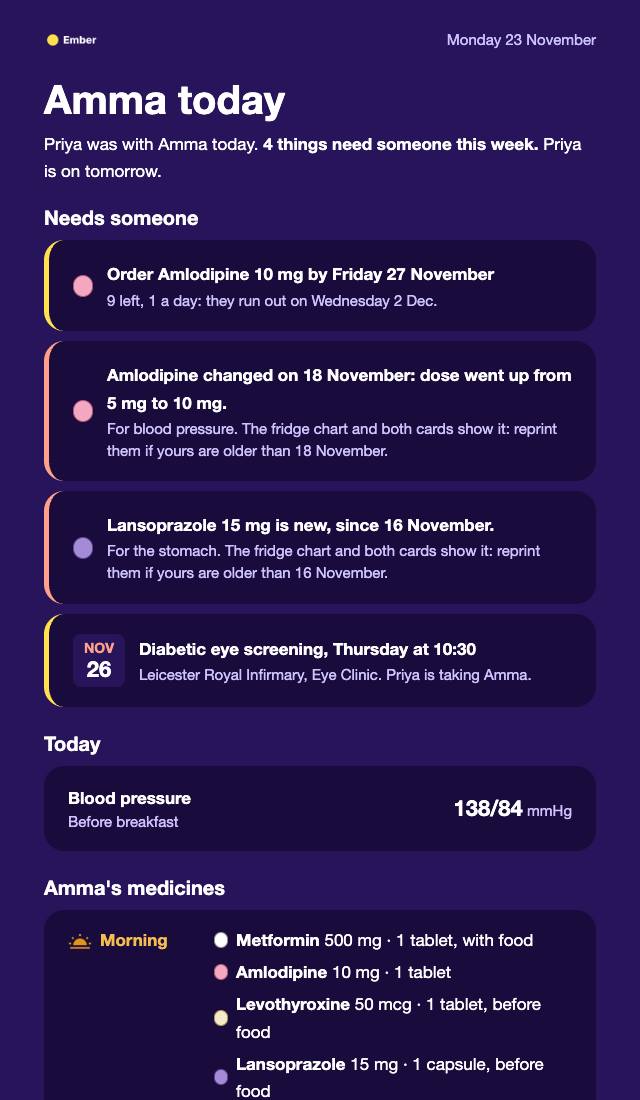 Ember
Monday 23 November
Amma today
Priya was with Amma today. 4 things need someone this week. Priya
is on tomorrow.
Needs someone
Order Amlodipine 10 mg by Friday 27 November
9 left, 1 a day: they run out on Wednesday 2 Dec.
Amlodipine changed on 18 November: dose went up from
5 mg to 10 mg.
For blood pressure. The fridge chart and both cards show it: reprint
them if yours are older than 18 November.
Lansoprazole 15 mg is new, since 16 November.
For the stomach. The fridge chart and both cards show it: reprint
them if yours are older than 16 November.
NOV
26
Diabetic eye screening, Thursday at 10:30
Leicester Royal Infirmary, Eye Clinic. Priya is taking Amma.
Today
Blood pressure
Before breakfast
138/84 mmHg
Amma's medicines
Morning
Metformin 500 mg · 1 tablet, with food
Amlodipine 10 mg · 1 tablet
Levothyroxine 50 mcg · 1 tablet, before
food
Lansoprazole 15 mg · 1 capsule, before
food